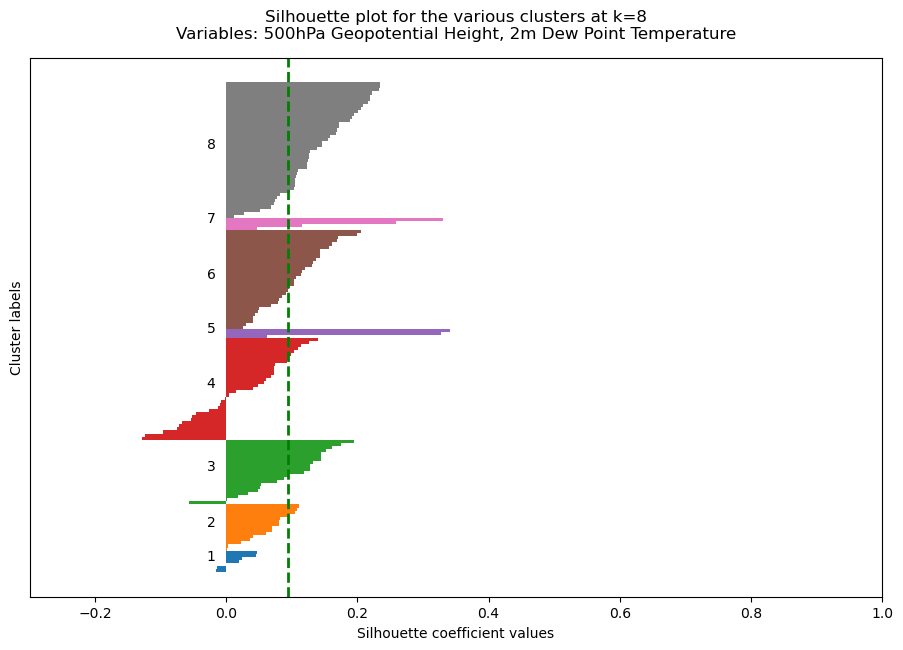 Silhouette plot for the various clusters at k=8
Variables: 500hPa Geopotential Height, 2m Dew Point Temperature
Cluster labels
8
7
6
5
4
3
2
1
−0.2 0.0 0.2 0.4 0.6 0.8 1.0
Silhouette coefficient values